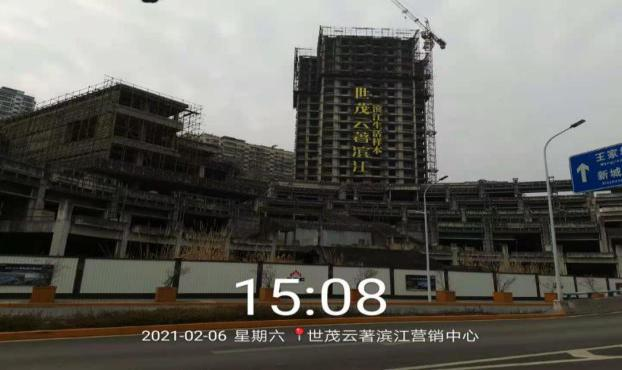 世茂云著滨江
滨江生活样本
王家
新城
15:08
2021-02-06 星期六 世茂云著滨江营销中心